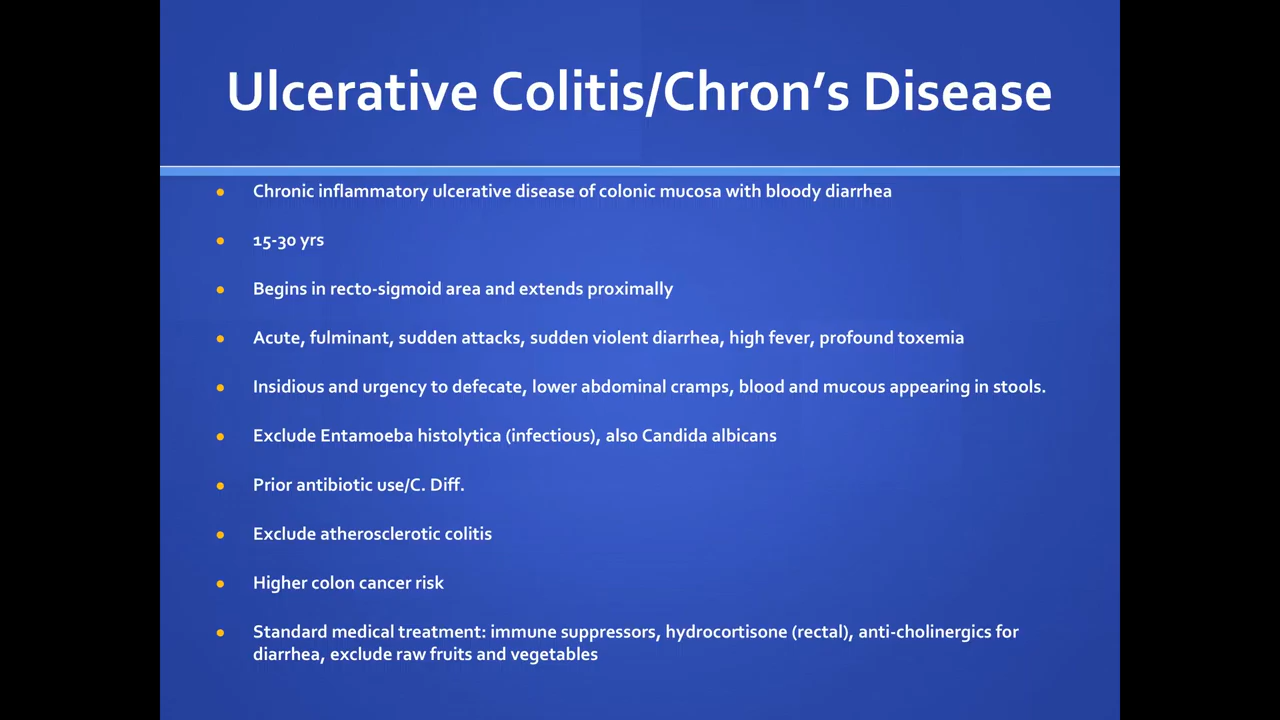 Ulcerative Colitis/Chron's Disease
• Chronic inflammatory ulcerative disease of colonic mucosa with bloody diarrhea
• 15-30 yrs
• Begins in recto-sigmoid area and extends proximally
• Acute, fulminant, sudden attacks, sudden violent diarrhea, high fever, profound toxemia
• Insidious and urgency to defecate, lower abdominal cramps, blood and mucous appearing in stools.
• Exclude Entamoeba histolytica (infectious), also Candida albicans
• Prior antibiotic use/C. Diff.
• Exclude atherosclerotic colitis
• Higher colon cancer risk
• Standard medical treatment: immune suppressors, hydrocortisone (rectal), anti-cholinergics for
diarrhea, exclude raw fruits and vegetables